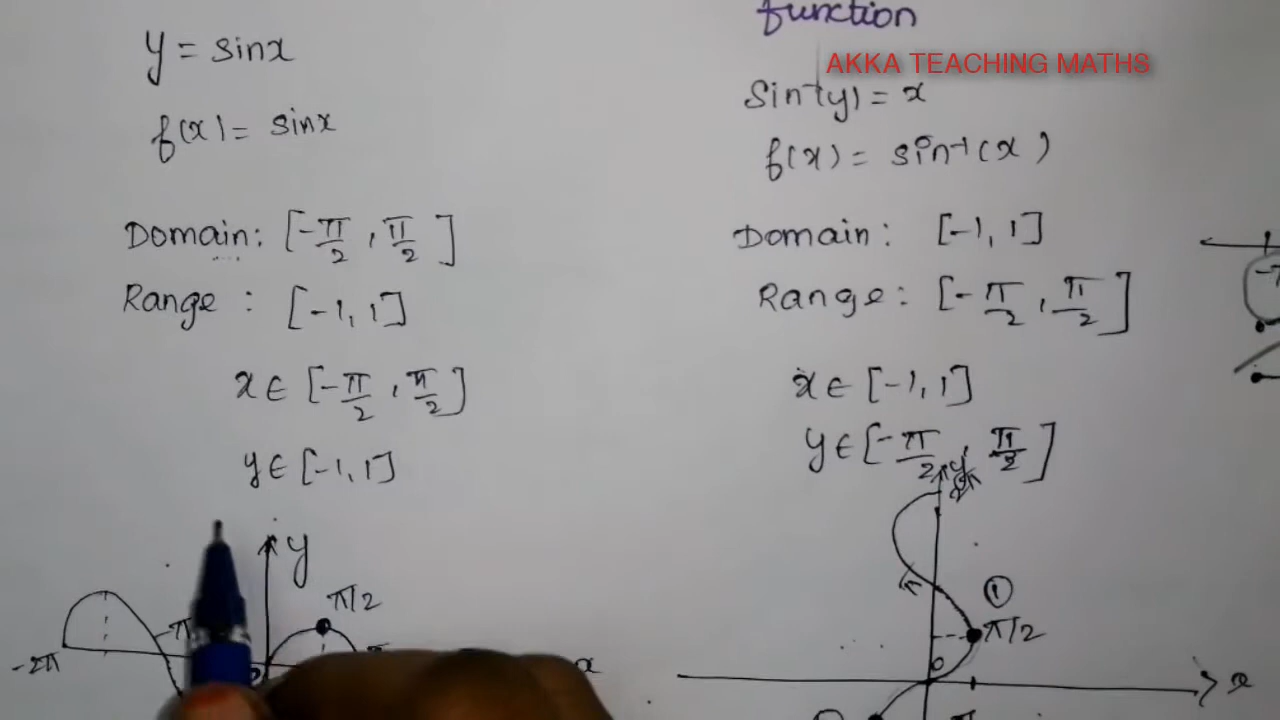 y = sinx
f(x) = sinx
Domain: [-π/2, π/2]
Range : [-1, 1]
x ∈ [-π/2, π/2]
y ∈ [-1, 1]
y
π/2
-2π
-π
x
function
AKKA TEACHING MATHS
Sin⁻¹(y) = x
f(x) = sin⁻¹(x)
Domain: [-1, 1]
Range: [-π/2, π/2]
x ∈ [-1, 1]
y ∈ [-π/2, π/2]
y
π
①
π/2
0
x